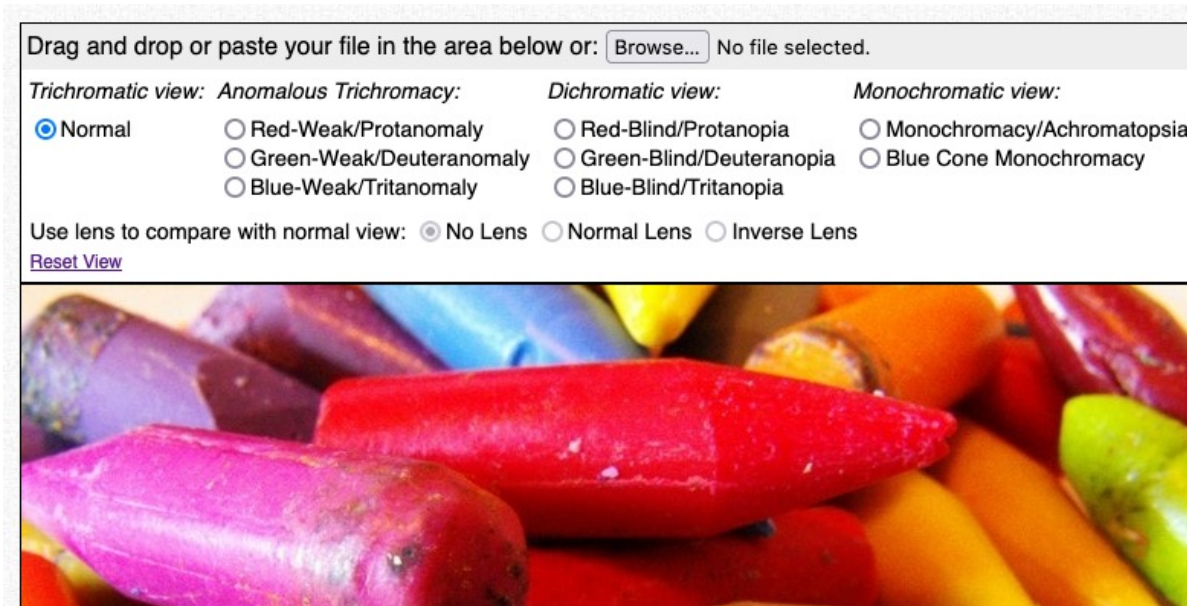 Drag and drop or paste your file in the area below or: Browse... No file selected.
Trichromatic view: Anomalous Trichromacy: Dichromatic view: Monochromatic view:
Normal Red-Weak/Protanomaly Red-Blind/Protanopia Monochromacy/Achromatopsia
Green-Weak/Deuteranomaly Green-Blind/Deuteranopia Blue Cone Monochromacy
Blue-Weak/Tritanomaly Blue-Blind/Tritanopia
Use lens to compare with normal view: No Lens Normal Lens Inverse Lens
Reset View